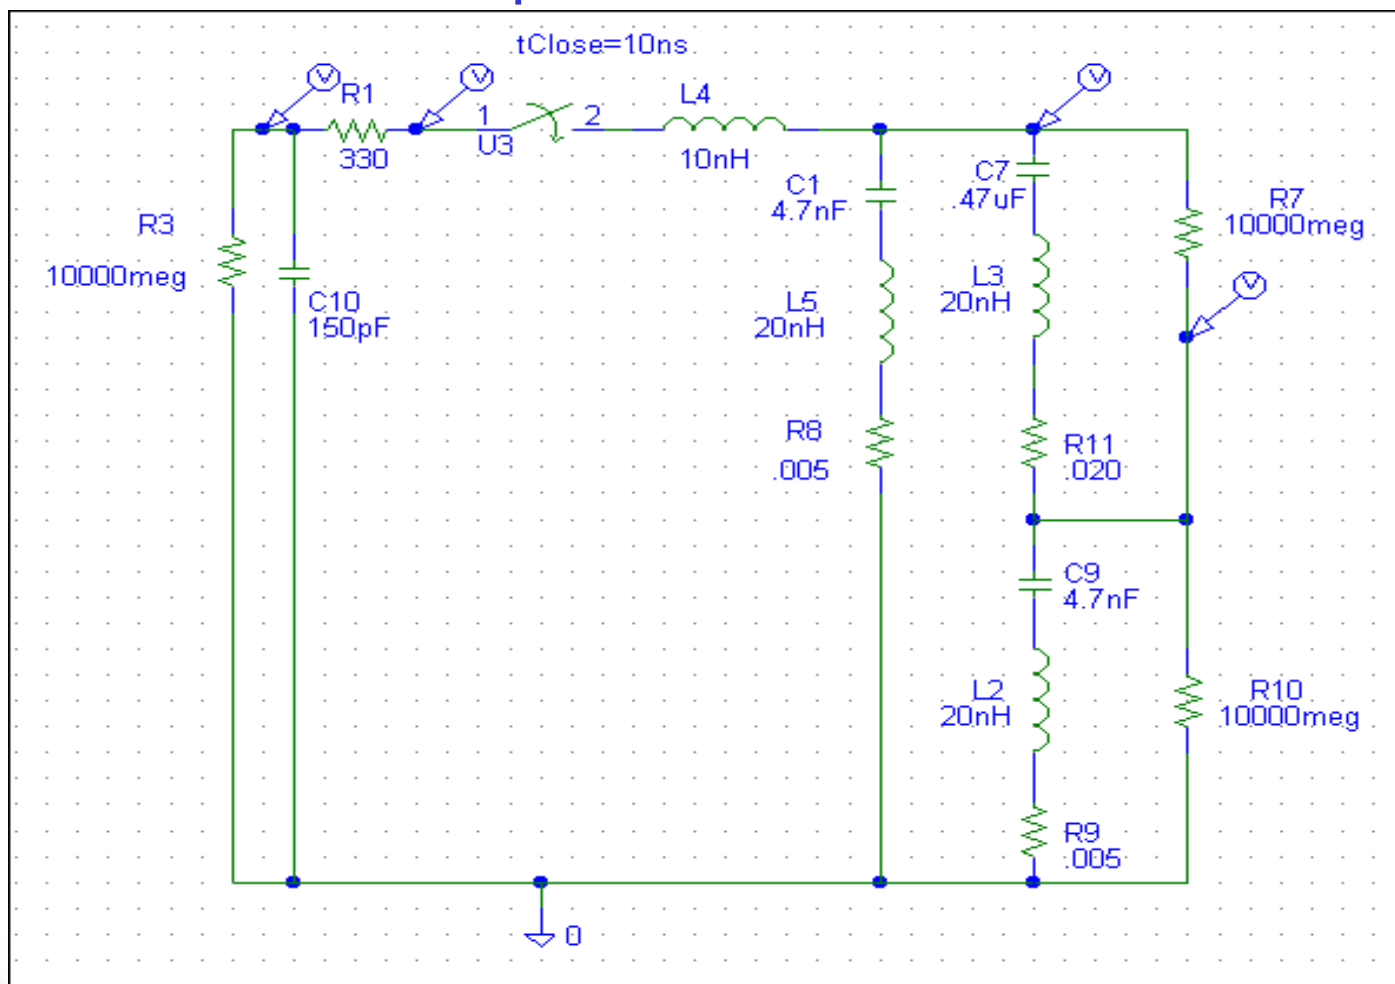 tClose=10ns
V
V
V
R1
L4
1
2
330
U3
10nH
C1
4.7nF
C7
.47uF
R3
R7
10000meg
10000meg
V
C10
150pF
L5
20nH
L3
20nH
R8
.005
R11
.020
C9
4.7nF
L2
20nH
R10
10000meg
R9
.005
0